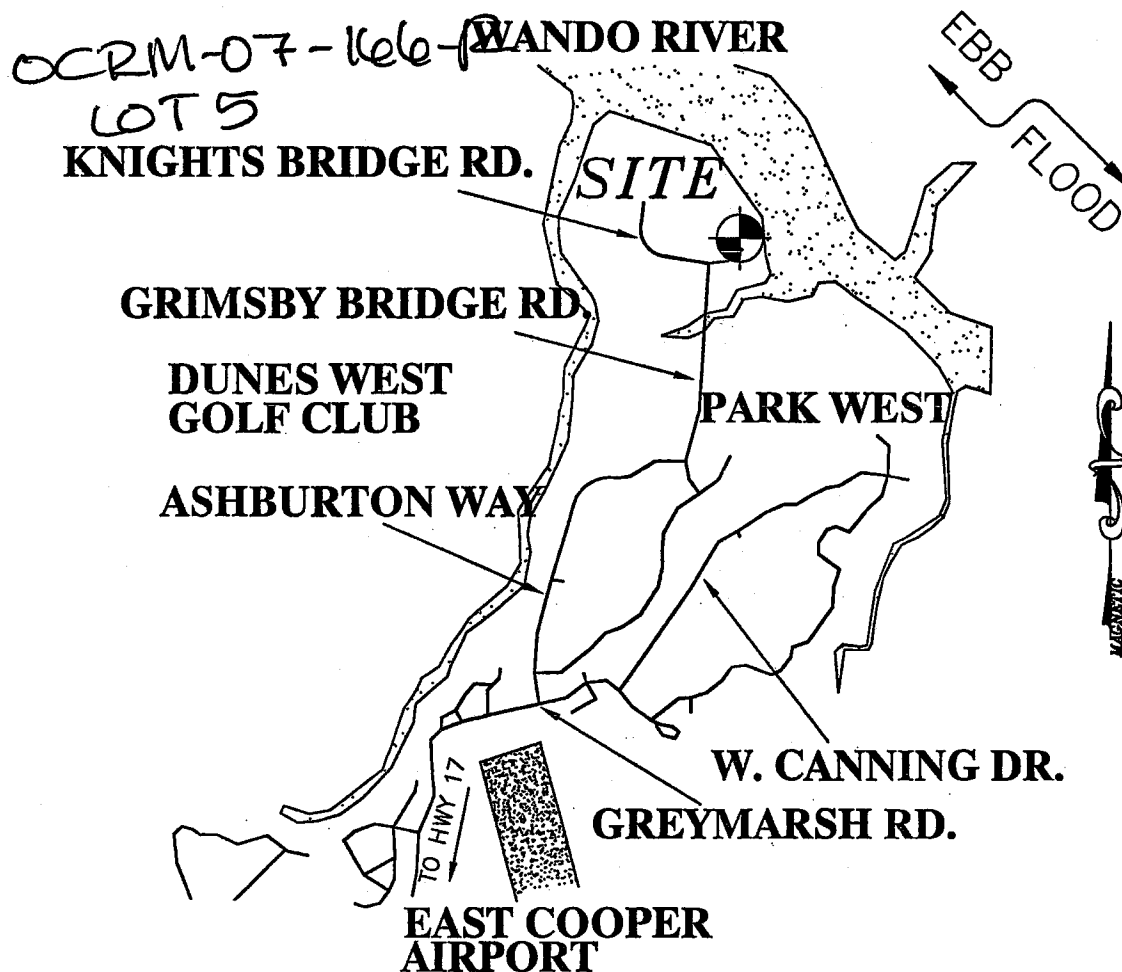 OCRM-07-166-P
LOT 5
WANDO RIVER
EBB
FLOOD
KNIGHTS BRIDGE RD.
SITE
GRIMSBY BRIDGE RD.
DUNES WEST
GOLF CLUB
PARK WEST
ASHBURTON WAY
MAGNETIC
W. CANNING DR.
TO HWY 17
GREYMARSH RD.
EAST COOPER
AIRPORT